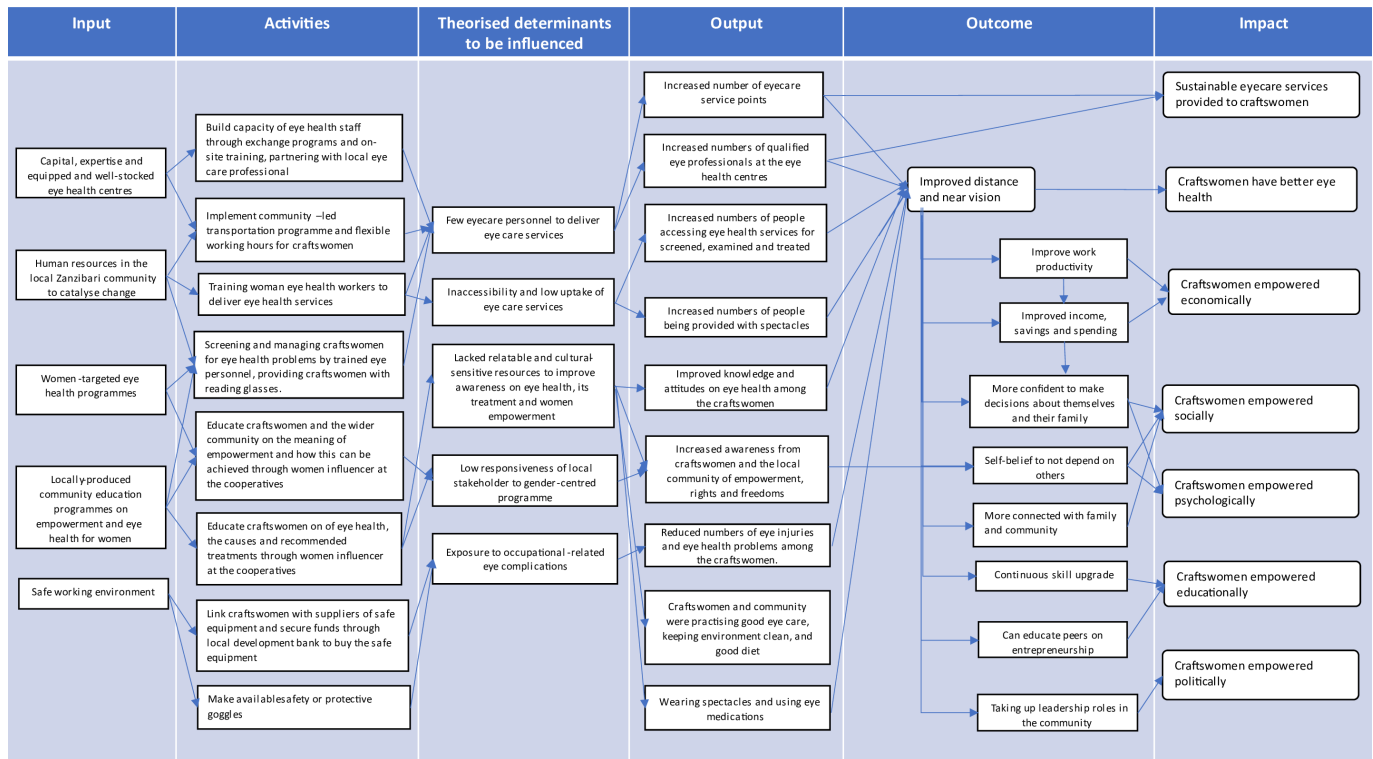 Input
Activities
Theorised determinants
to be influenced
Output
Outcome
Impact
Capital, expertise and
equipped and well-stocked
eye health centres
Human resources in the
local Zanzibari community
to catalyse change
Women -targeted eye
health programmes
Locally-produced
community education
programmes on
empowerment and eye
health for women
Safe working environment
Build capacity of eye health staff
through exchange programs and on-
site training, partnering with local eye
care professional
Implement community –led
transportation programme and flexible
working hours for craftswomen
Training woman eye health workers to
deliver eye health services
Screening and managing craftswomen
for eye health problems by trained eye
personnel, providing craftswomen with
reading glasses.
Educate craftswomen and the wider
community on the meaning of
empowerment and how this can be
achieved through women influencer at
the cooperatives
Educate craftswomen on of eye health,
the causes and recommended
treatments through women influencer
at the cooperatives
Link craftswomen with suppliers of safe
equipment and secure funds through
local development bank to buy the safe
equipment
Make availablesafety or protective
goggles
Few eyecare personnel to deliver
eye care services
Inaccessibility and low uptake of
eye care services
Lacked relatable and cultural-
sensitive resources to improve
awareness on eye health, its
treatment and women
empowerment
Low responsiveness of local
stakeholder to gender-centred
programme
Exposure to occupational -related
eye complications
Increased number of eyecare
service points
Increased numbers of qualified
eye professionals at the eye
health centres
Increased numbers of people
accessing eye health services for
screened, examined and treated
Increased numbers of people
being provided with spectacles
Improved knowledge and
attitudes on eye health among
the craftswomen
Increased awareness from
craftswomen and the local
community of empowerment,
rights and freedoms
Reduced numbers of eye injuries
and eye health problems among
the craftswomen.
Craftswomen and community
were practising good eye care,
keeping environment clean, and
good diet
Wearing spectacles and using eye
medications
Improved distance
and near vision
Improve work
productivity
Improved income,
savings and spending
More confident to make
decisions about themselves
and their family
Self-belief to not depend on
others
More connected with family
and community
Continuous skill upgrade
Can educate peers on
entrepreneurship
Taking up leadership roles in
the community
Sustainable eyecare services
provided to craftswomen
Craftswomen have better eye
health
Craftswomen empowered
economically
Craftswomen empowered
socially
Craftswomen empowered
psychologically
Craftswomen empowered
educationally
Craftswomen empowered
politically